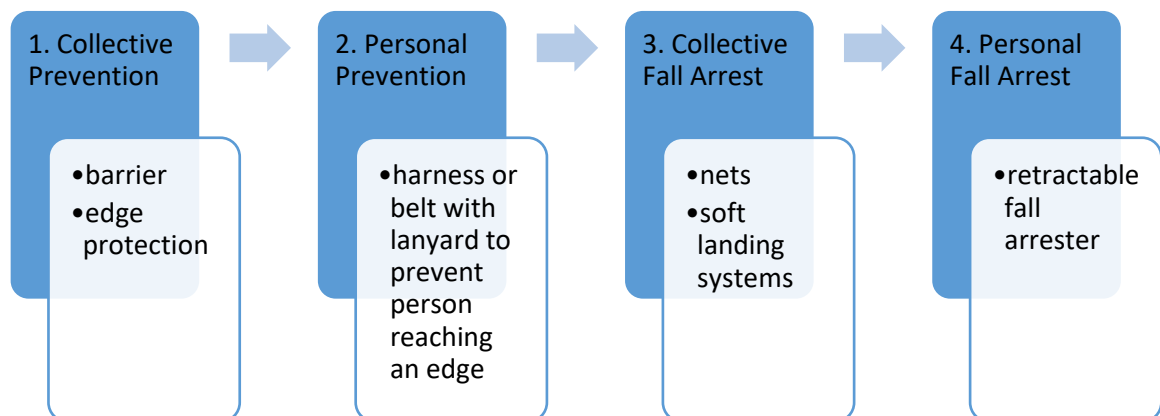 1. Collective
Prevention
•barrier
•edge
protection
2. Personal
Prevention
•harness or
belt with
lanyard to
prevent
person
reaching
an edge
3. Collective
Fall Arrest
•nets
•soft
landing
systems
4. Personal
Fall Arrest
•retractable
fall
arrester